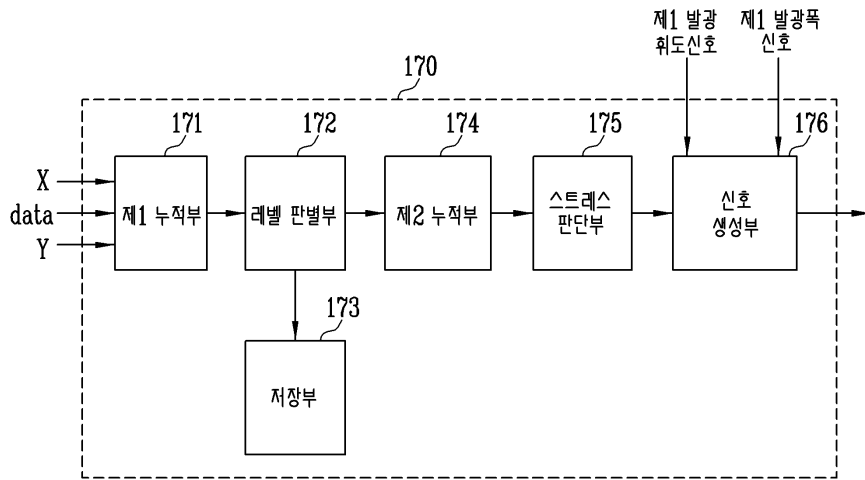 제1 발광
휘도신호
제1 발광폭
신호
170
171
172
174
175
176
X
data
Y
제1 누적부
레벨 판별부
제2 누적부
스트레스
판단부
신호
생성부
173
저장부